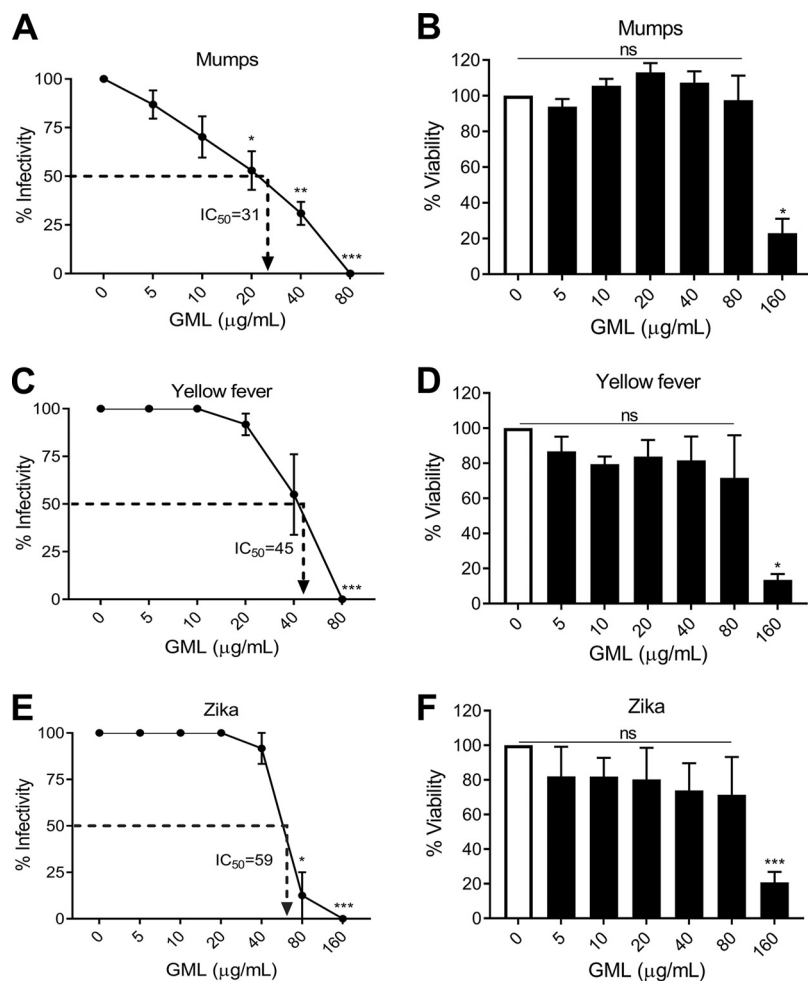 A
Mumps
100
75
50
25
0
% Infectivity
*
**
***
IC50=31
0 5 10 20 40 80
GML (μg/mL)
B
Mumps
ns
120
100
80
60
40
20
0
% Viability
*
0 5 10 20 40 80 160
GML (μg/mL)
C
Yellow fever
100
75
50
25
0
% Infectivity
IC50=45
***
0 5 10 20 40 80
GML (μg/mL)
D
Yellow fever
ns
120
100
80
60
40
20
0
% Viability
*
0 5 10 20 40 80 160
GML (μg/mL)
E
Zika
100
75
50
25
0
% Infectivity
IC50=59
*
***
0 5 10 20 40 80 160
GML (μg/mL)
F
Zika
ns
120
100
80
60
40
20
0
% Viability
***
0 5 10 20 40 80 160
GML (μg/mL)